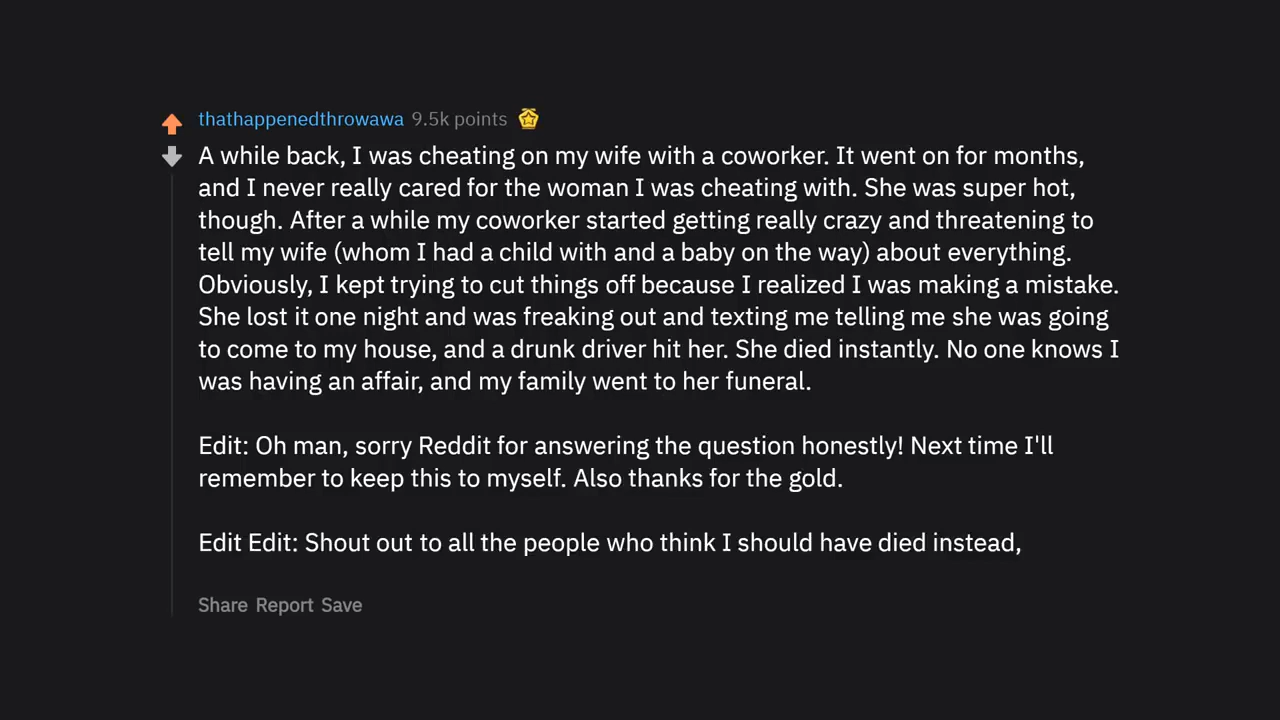 thathappenedthrowawa 9.5k points
A while back, I was cheating on my wife with a coworker. It went on for months,
and I never really cared for the woman I was cheating with. She was super hot,
though. After a while my coworker started getting really crazy and threatening to
tell my wife (whom I had a child with and a baby on the way) about everything.
Obviously, I kept trying to cut things off because I realized I was making a mistake.
She lost it one night and was freaking out and texting me telling me she was going
to come to my house, and a drunk driver hit her. She died instantly. No one knows I
was having an affair, and my family went to her funeral.
Edit: Oh man, sorry Reddit for answering the question honestly! Next time I'll
remember to keep this to myself. Also thanks for the gold.
Edit Edit: Shout out to all the people who think I should have died instead,
Share Report Save